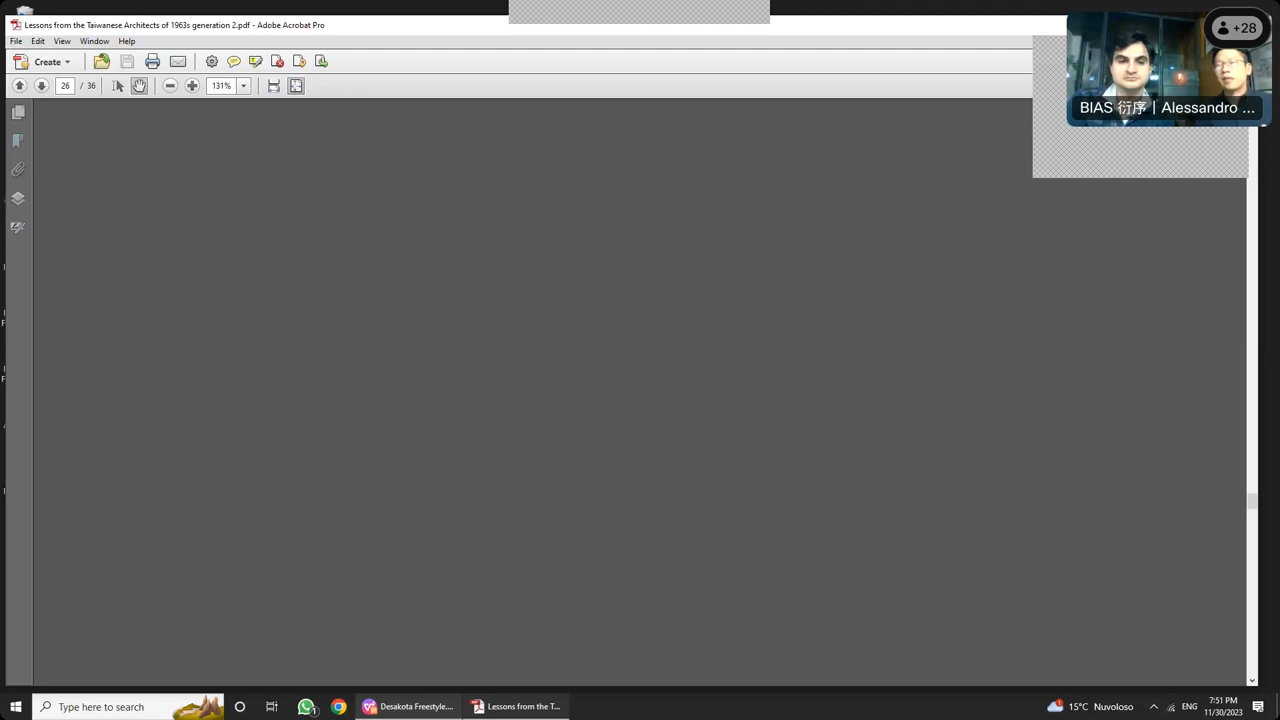 Lessons from the Taiwanese Architects of 1963s generation 2.pdf - Adobe Acrobat Pro
+28
File Edit View Window Help
Create
26 / 36 131%
BIAS 衍序 | Alessandro ...
Type here to search
1
Desakota Freestyle....
Lessons from the T...
15°C Nuvoloso
ENG
7:51 PM
11/30/2023